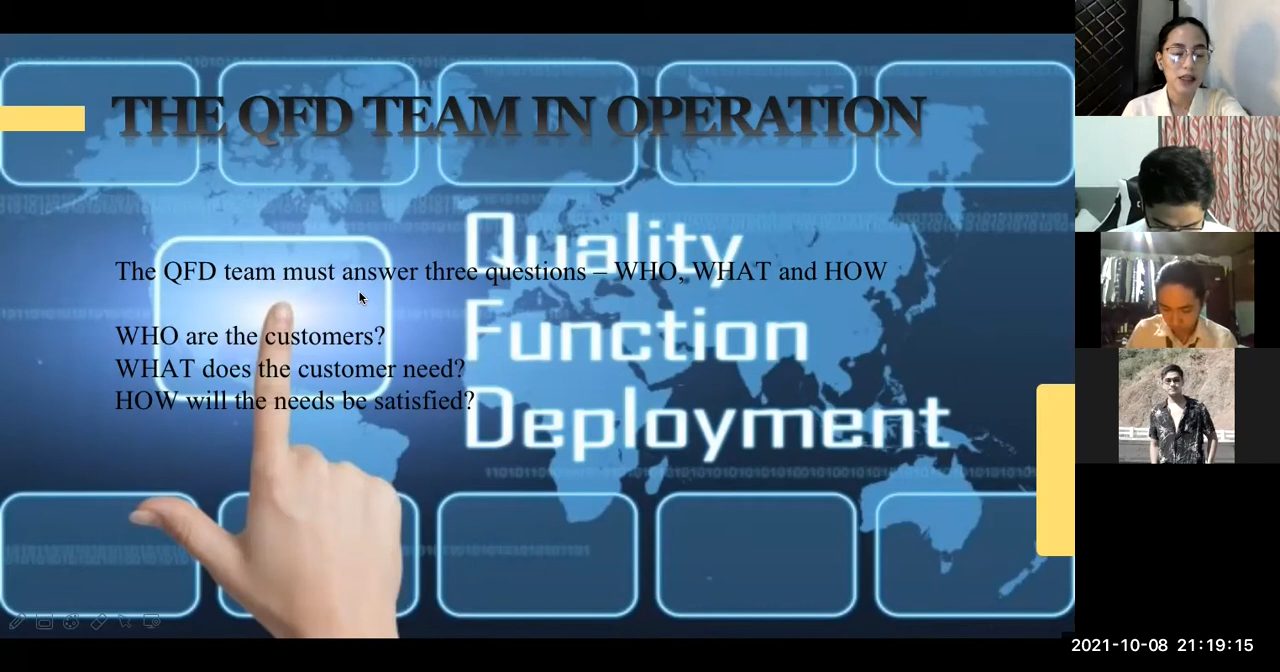 THE QFD TEAM IN OPERATION
Quality
The QFD team must answer three questions – WHO, WHAT and HOW
Function
WHO are the customers?
WHAT does the customer need?
HOW will the needs be satisfied?
Deployment
2021-10-08 21:19:15